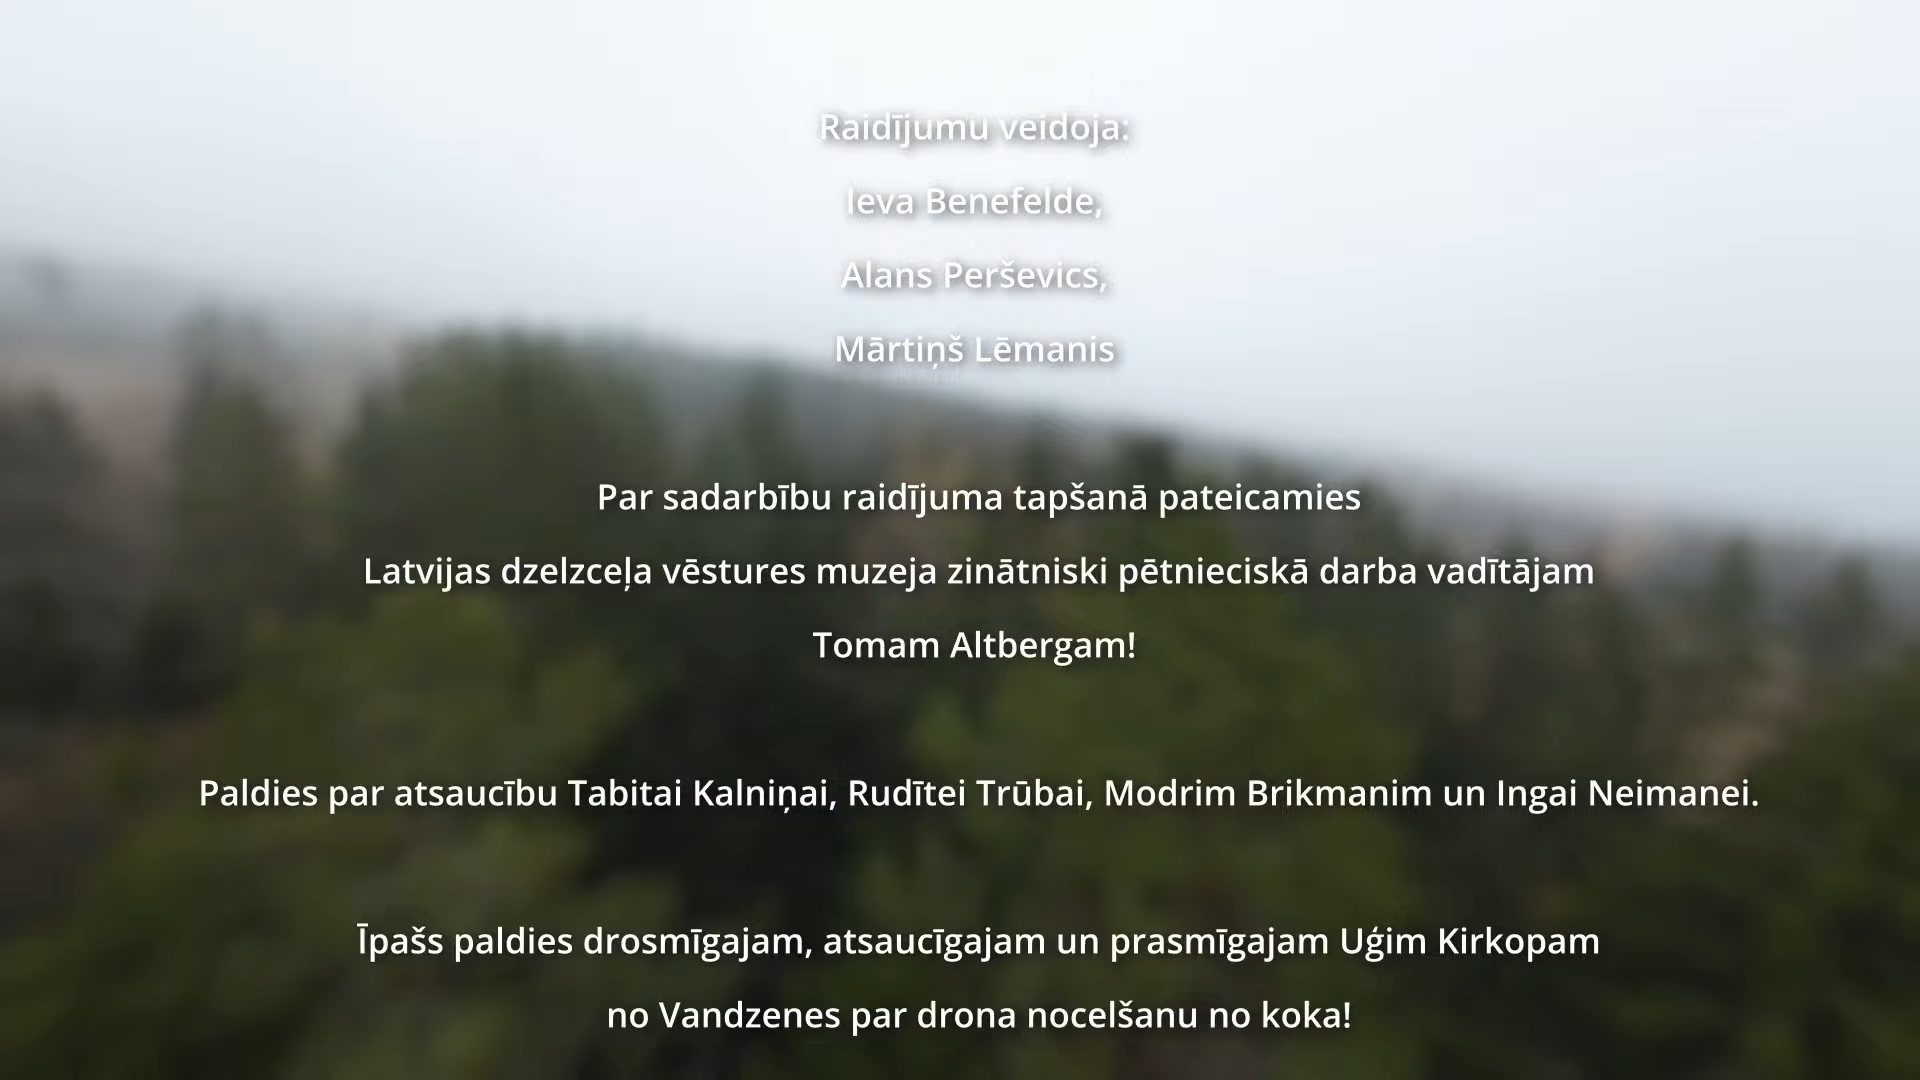 Raidījumu veidoja:
Ieva Benefelde,
Alans Perševics,
Mārtiņš Lēmanis
Par sadarbību raidījuma tapšanā pateicamies
Latvijas dzelzceļa vēstures muzeja zinātniski pētnieciskā darba vadītājam
Tomam Altbergam!
Paldies par atsaucību Tabitai Kalniņai, Rudītei Trūbai, Modrim Brikmanim un Ingai Neimanei.
Īpašs paldies drosmīgajam, atsaucīgajam un prasmīgajam Uģim Kirkopam
no Vandzenes par drona nocelšanu no koka!